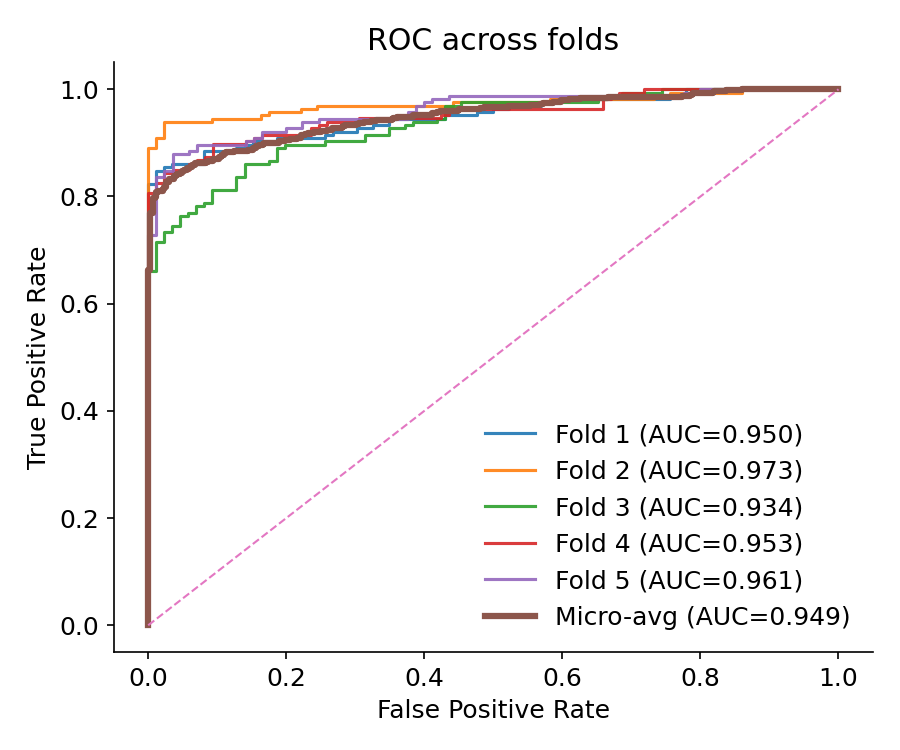 ROC across folds
1.0
0.8
0.6
0.4
0.2
0.0
True Positive Rate
Fold 1 (AUC=0.950)
Fold 2 (AUC=0.973)
Fold 3 (AUC=0.934)
Fold 4 (AUC=0.953)
Fold 5 (AUC=0.961)
Micro-avg (AUC=0.949)
0.0 0.2 0.4 0.6 0.8 1.0
False Positive Rate